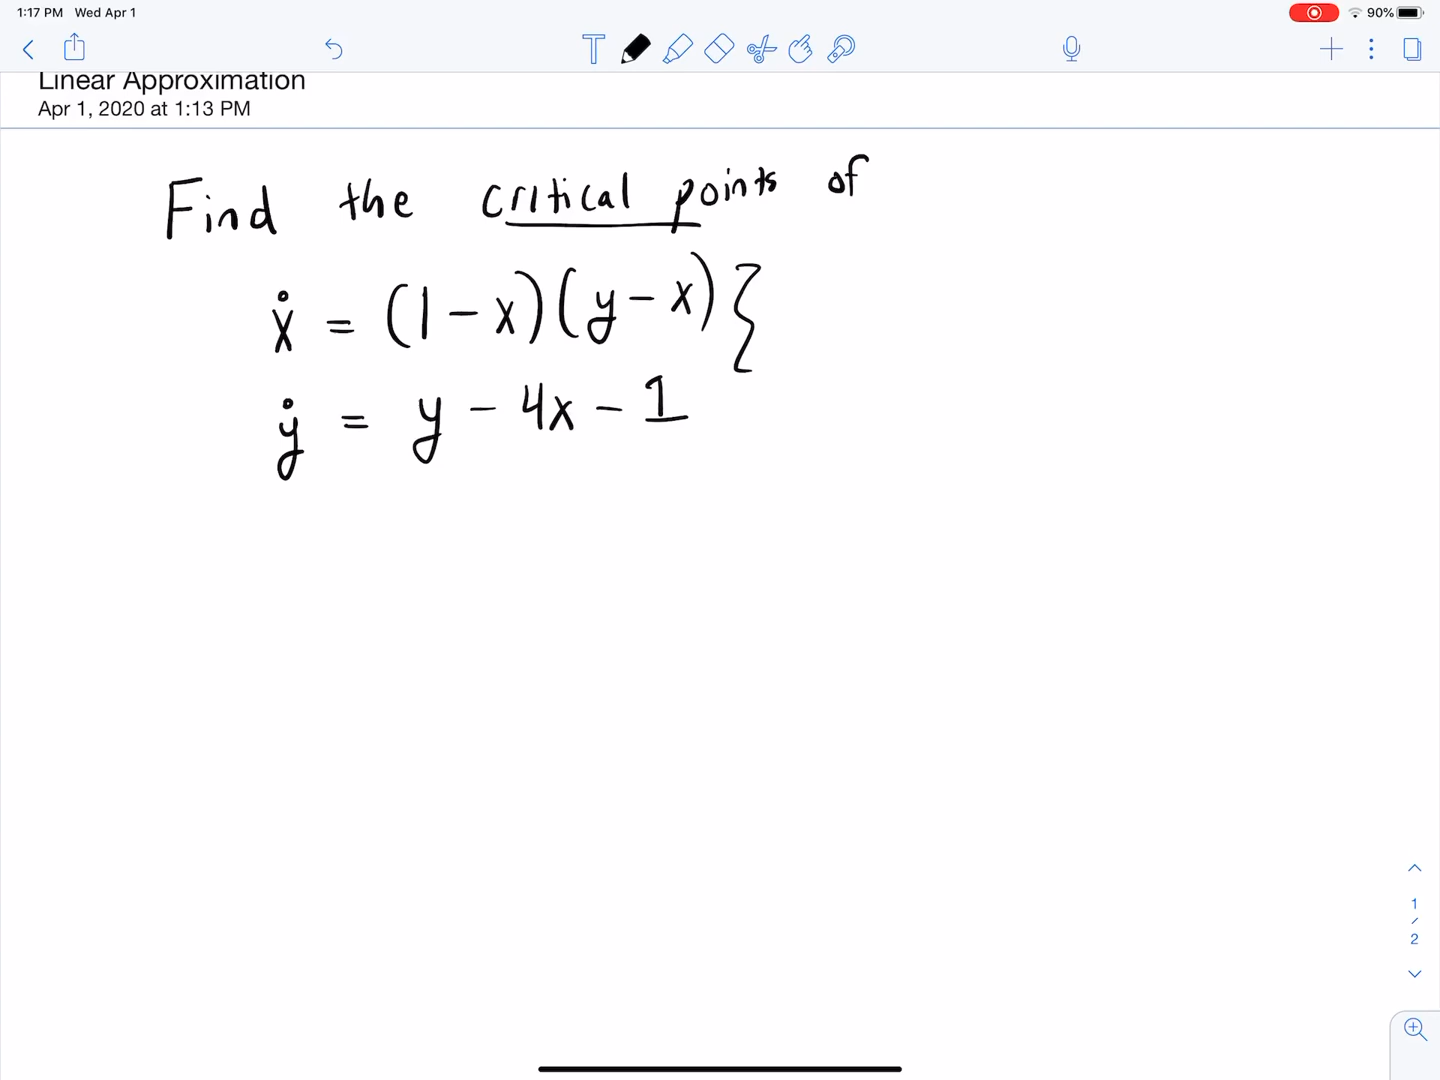 1:17 PM Wed Apr 1 90%
Linear Approximation
Apr 1, 2020 at 1:13 PM
Find the critical points of
ẋ = (1-x)(y-x)}
ẏ = y - 4x - 1
1
/
2